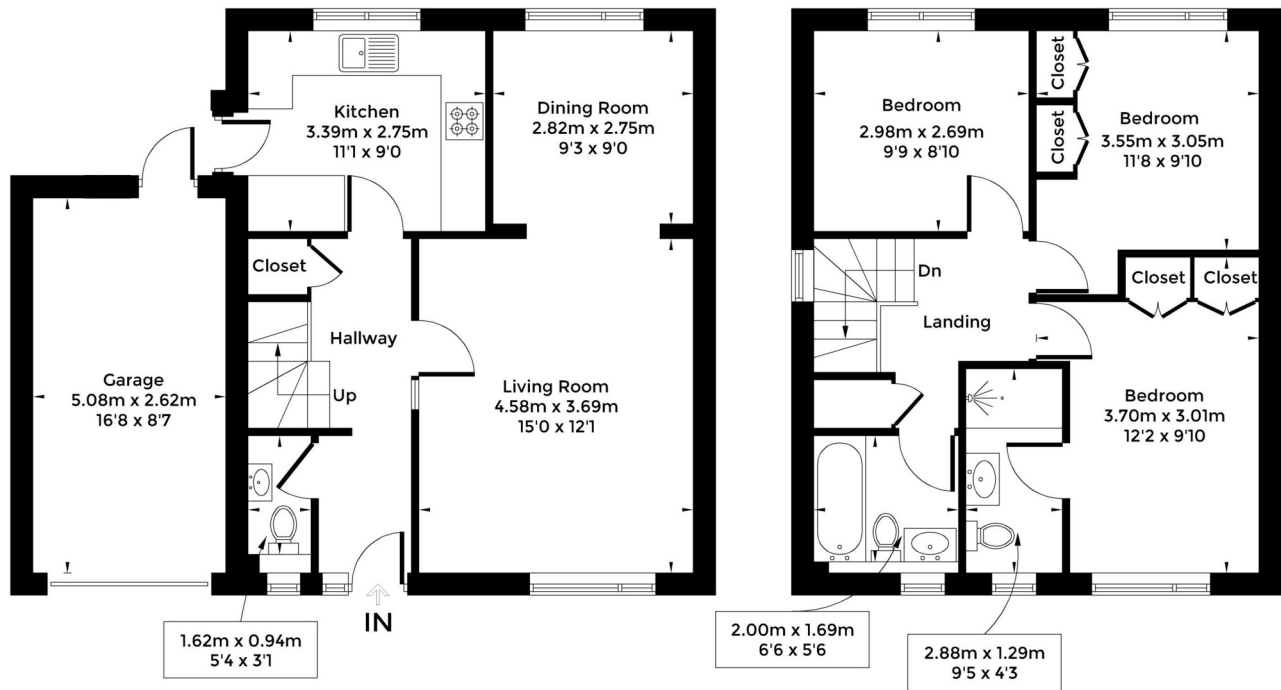 Kitchen
3.39m x 2.75m
11'1 x 9'0
Dining Room
2.82m x 2.75m
9'3 x 9'0
Closet
Hallway
Up
Garage
5.08m x 2.62m
16'8 x 8'7
Living Room
4.58m x 3.69m
15'0 x 12'1
IN
1.62m x 0.94m
5'4 x 3'1
Bedroom
2.98m x 2.69m
9'9 x 8'10
Closet
Closet
Bedroom
3.55m x 3.05m
11'8 x 9'10
Dn
Landing
Closet
Closet
Bedroom
3.70m x 3.01m
12'2 x 9'10
2.00m x 1.69m
6'6 x 5'6
2.88m x 1.29m
9'5 x 4'3